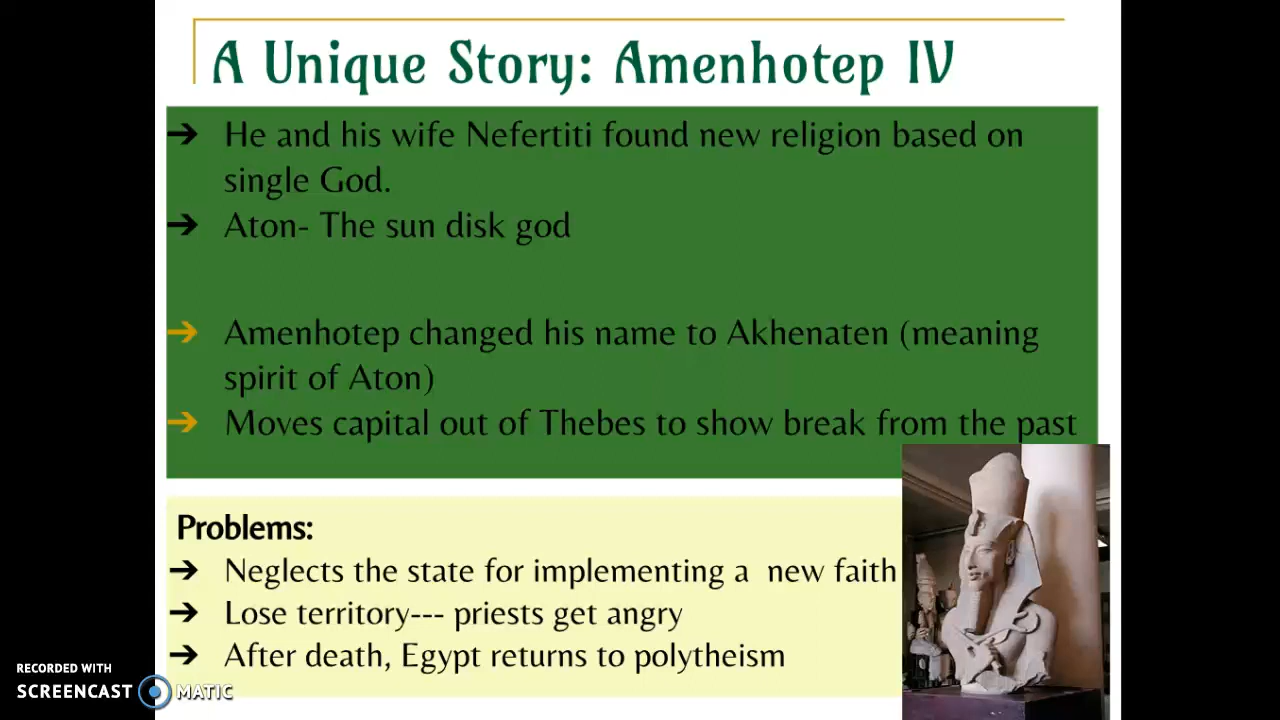 A Unique Story: Amenhotep IV
➔ He and his wife Nefertiti found new religion based on
single God.
➔ Aton- The sun disk god
➔ Amenhotep changed his name to Akhenaten (meaning
spirit of Aton)
➔ Moves capital out of Thebes to show break from the past
Problems:
➔ Neglects the state for implementing a new faith
➔ Lose territory--- priests get angry
➔ After death, Egypt returns to polytheism
RECORDED WITH
SCREENCAST MATIC